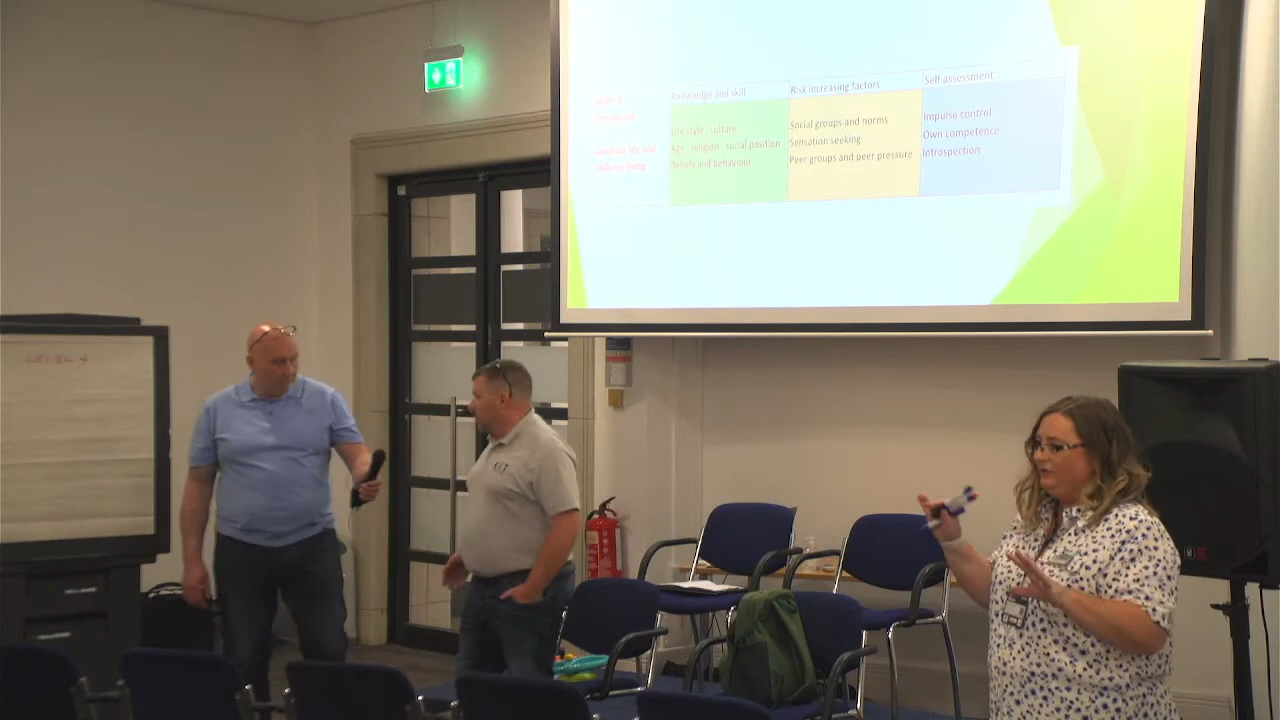 Knowledge and skill
Risk increasing factors
Self assessment
Life style , culture
Age , religion , social position
Beliefs and behaviour
Social groups and norms
Sensation seeking
Peer groups and peer pressure
Impulse control
Own competence
Introspection